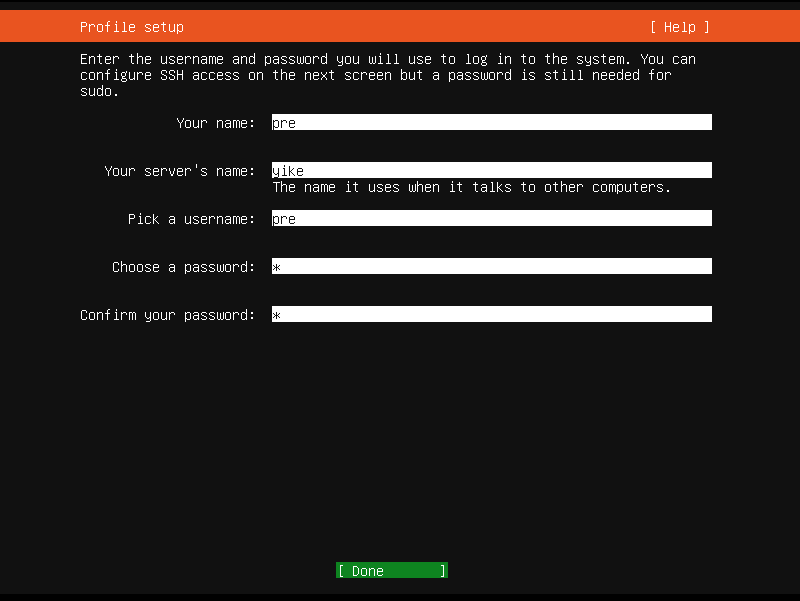 Profile setup [ Help ]
Enter the username and password you will use to log in to the system. You can
configure SSH access on the next screen but a password is still needed for
sudo.
Your name: pre
Your server's name: yike
The name it uses when it talks to other computers.
Pick a username: pre
Choose a password: *
Confirm your password: *
[ Done ]